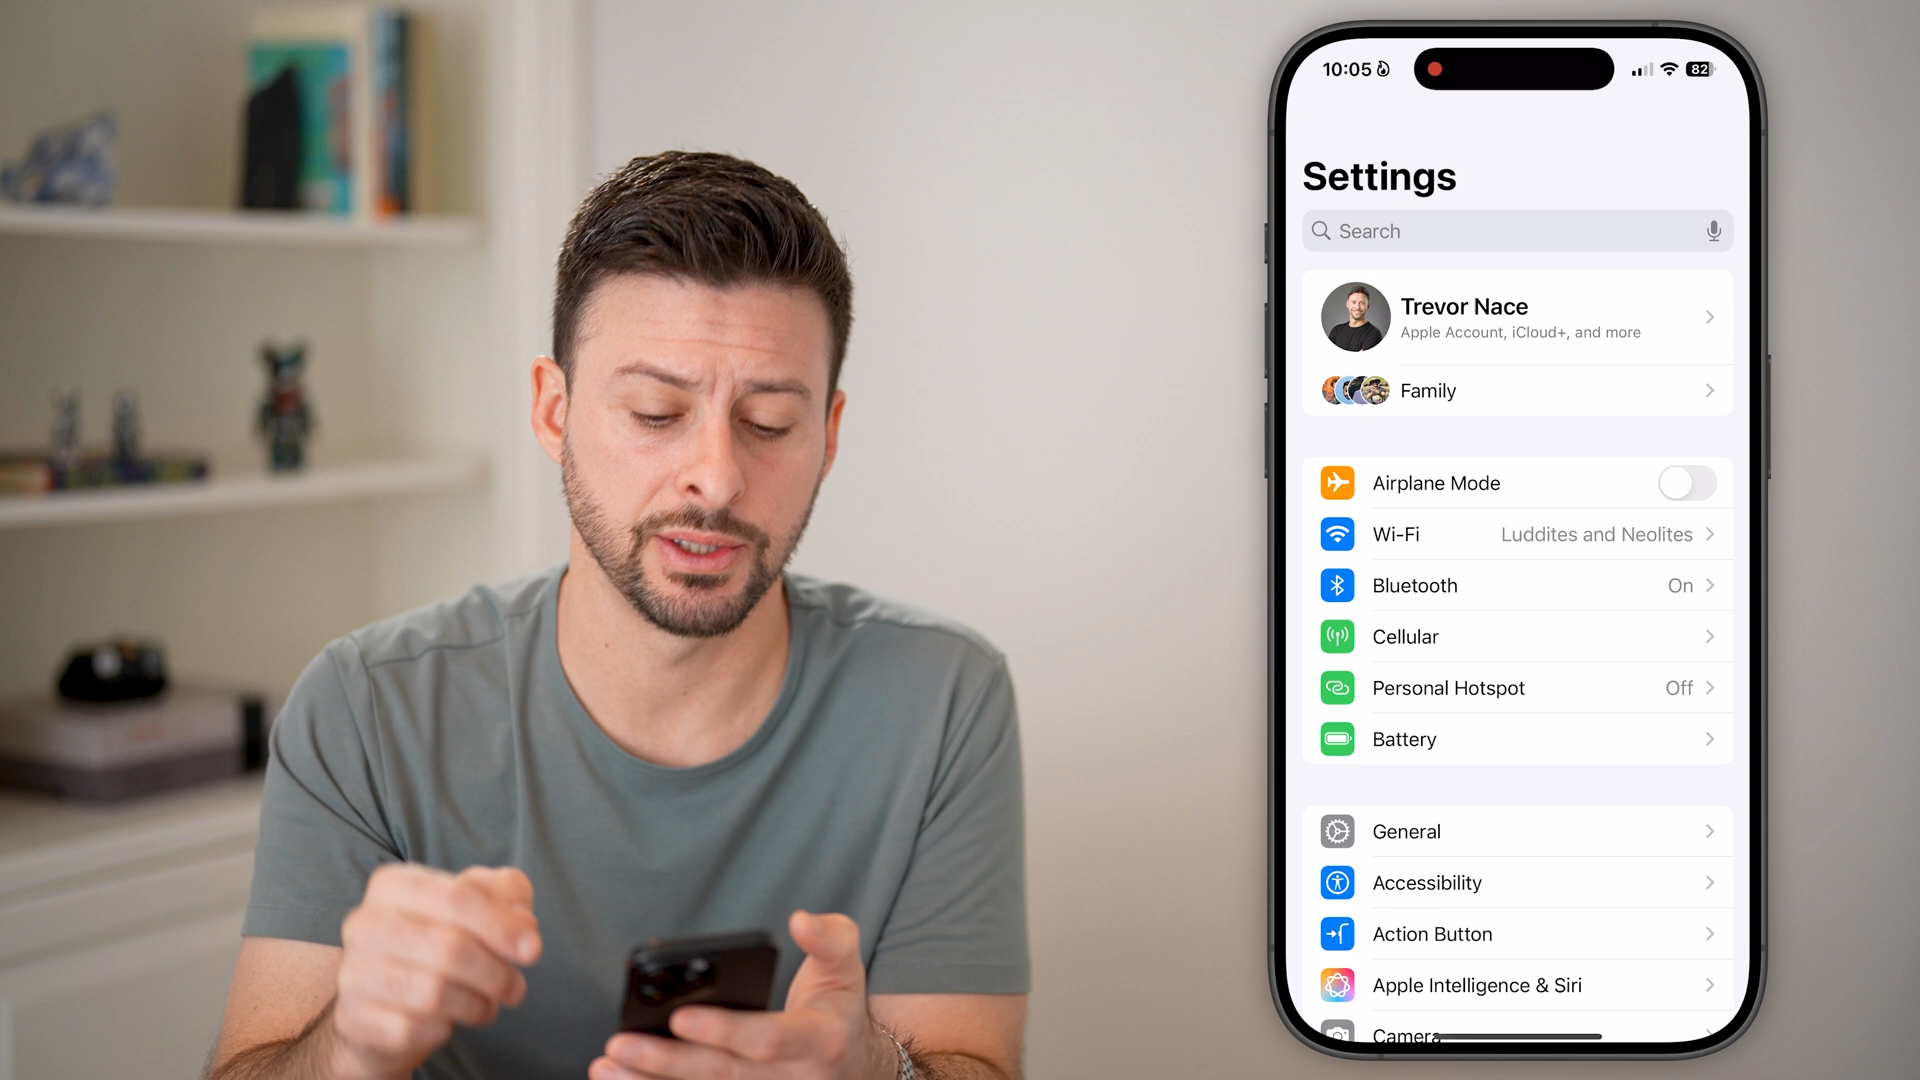 10:05
82
Settings
Search
Trevor Nace
Apple Account, iCloud+, and more
Family
Airplane Mode
Wi-Fi Luddites and Neolites
Bluetooth On
Cellular
Personal Hotspot Off
Battery
General
Accessibility
Action Button
Apple Intelligence & Siri
Camera